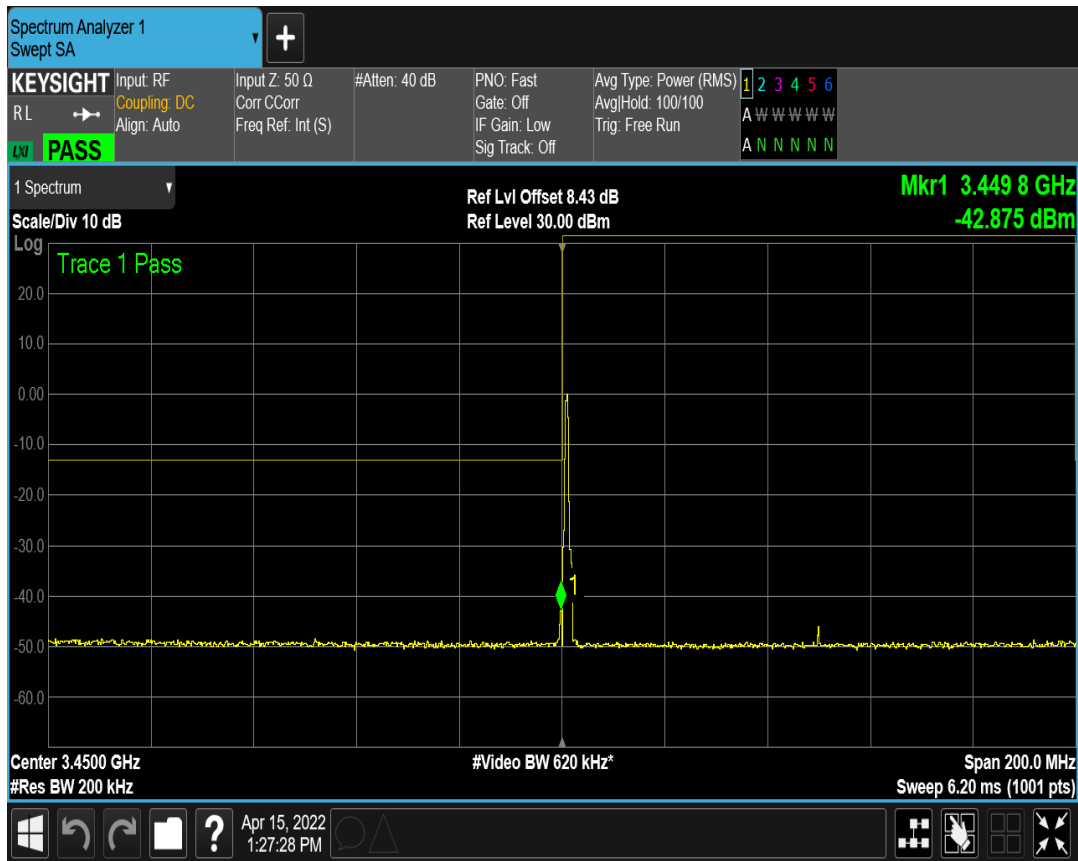 Spectrum Analyzer 1
Swept SA
+
KEYSIGHT
RL
LXI PASS
Input: RF
Coupling: DC
Align: Auto
Input Z: 50 Ω
Corr CCorr
Freq Ref: Int (S)
#Atten: 40 dB
PNO: Fast
Gate: Off
IF Gain: Low
Sig Track: Off
Avg Type: Power (RMS)
Avg|Hold: 100/100
Trig: Free Run
1 2 3 4 5 6
A W W W W W
A N N N N N
1 Spectrum
Scale/Div 10 dB
Ref Lvl Offset 8.43 dB
Ref Level 30.00 dBm
Mkr1 3.449 8 GHz
-42.875 dBm
Log
Trace 1 Pass
20.0
10.0
0.00
-10.0
-20.0
-30.0
1
-40.0
-50.0
-60.0
Center 3.4500 GHz
#Res BW 200 kHz
#Video BW 620 kHz*
Span 200.0 MHz
Sweep 6.20 ms (1001 pts)
?
Apr 15, 2022
1:27:28 PM